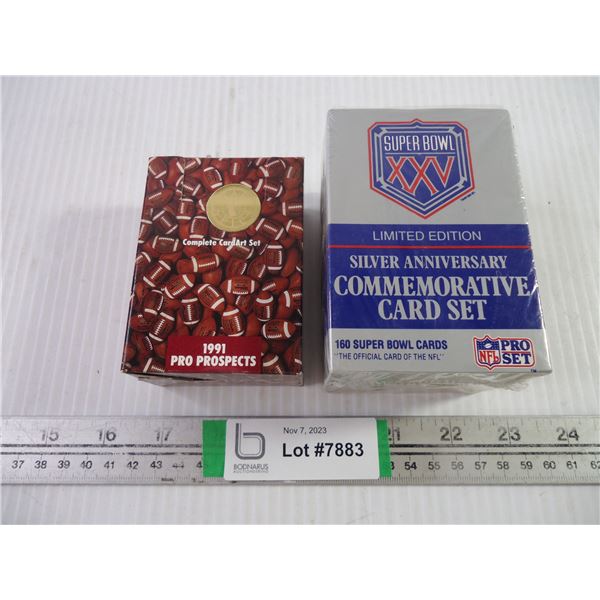 Complete CardArt Set
1991
PRO PROSPECTS
SUPER BOWL
XXV
LIMITED EDITION
SILVER ANNIVERSARY
COMMEMORATIVE
CARD SET
160 SUPER BOWL CARDS
"THE OFFICIAL CARD OF THE NFL"
NFL
PRO
SET
15 16 17 21 22 23 24
37 38 39 40 41 42 43 44 53 54 55 56 57 58 59 60 61 62
Nov 7, 2023
Lot #7883
b
BODNARUS
AUCTIONEERING